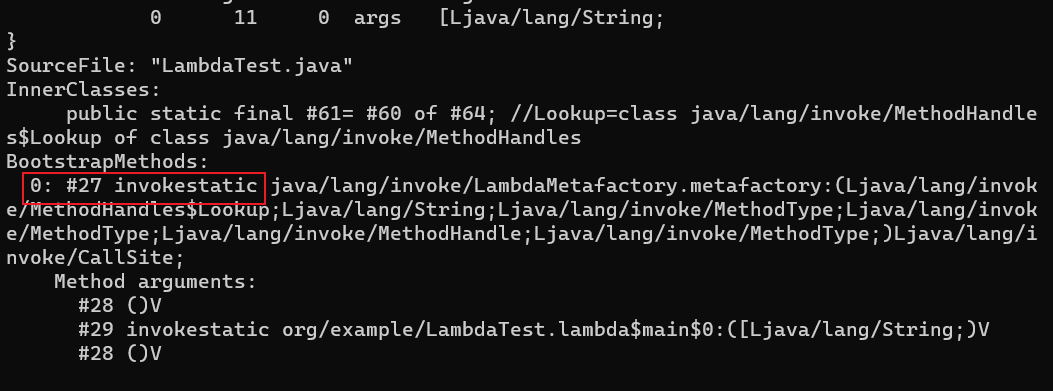 0 11 0 args [Ljava/lang/String;
}
SourceFile: "LambdaTest.java"
InnerClasses:
public static final #61= #60 of #64; //Lookup=class java/lang/invoke/MethodHandle
s$Lookup of class java/lang/invoke/MethodHandles
BootstrapMethods:
0: #27 invokestatic java/lang/invoke/LambdaMetafactory.metafactory:(Ljava/lang/invok
e/MethodHandles$Lookup;Ljava/lang/String;Ljava/lang/invoke/MethodType;Ljava/lang/invok
e/MethodType;Ljava/lang/invoke/MethodHandle;Ljava/lang/invoke/MethodType;)Ljava/lang/i
nvoke/CallSite;
Method arguments:
#28 ()V
#29 invokestatic org/example/LambdaTest.lambda$main$0:([Ljava/lang/String;)V
#28 ()V